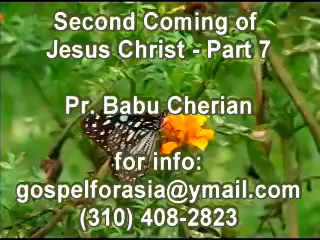 Second Coming of
Jesus Christ - Part 7
Pr. Babu Cherian
for info:
gospelforasia@ymail.com
(310) 408-2823